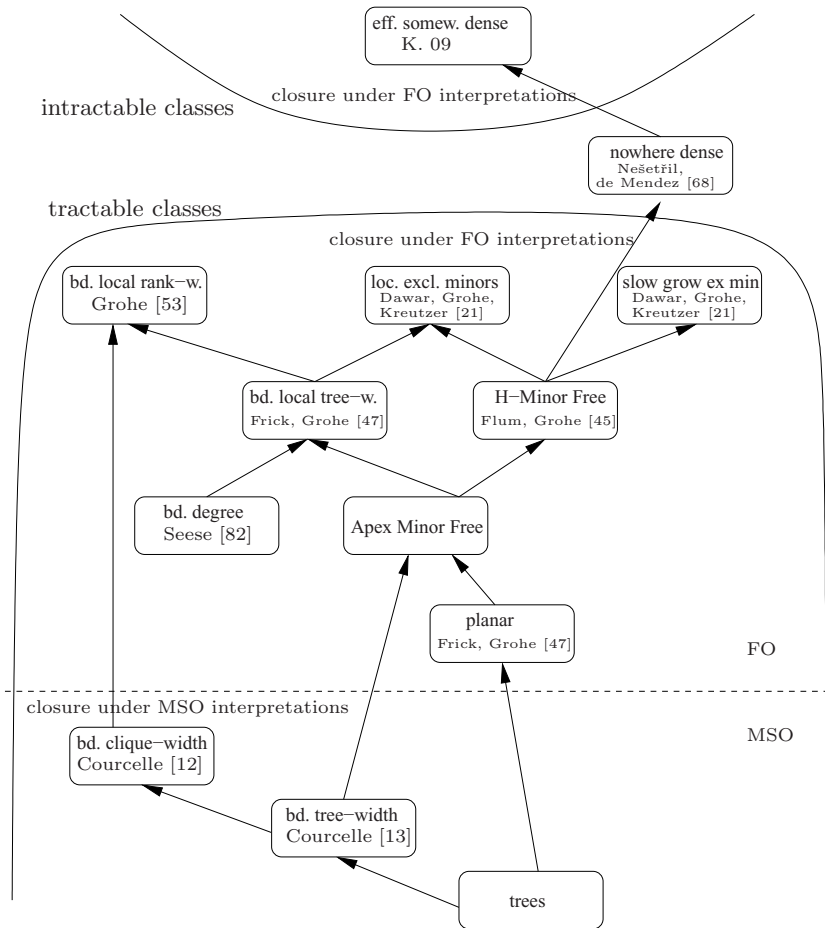 eff. somew. dense
K. 09
closure under FO interpretations
intractable classes
nowhere dense
Nešetřil,
de Mendez [68]
tractable classes
closure under FO interpretations
bd. local rank−w.
Grohe [53]
loc. excl. minors
Dawar, Grohe,
Kreutzer [21]
slow grow ex min
Dawar, Grohe,
Kreutzer [21]
bd. local tree−w.
Frick, Grohe [47]
H−Minor Free
Flum, Grohe [45]
bd. degree
Seese [82]
Apex Minor Free
planar
Frick, Grohe [47]
FO
closure under MSO interpretations
MSO
bd. clique−width
Courcelle [12]
bd. tree−width
Courcelle [13]
trees